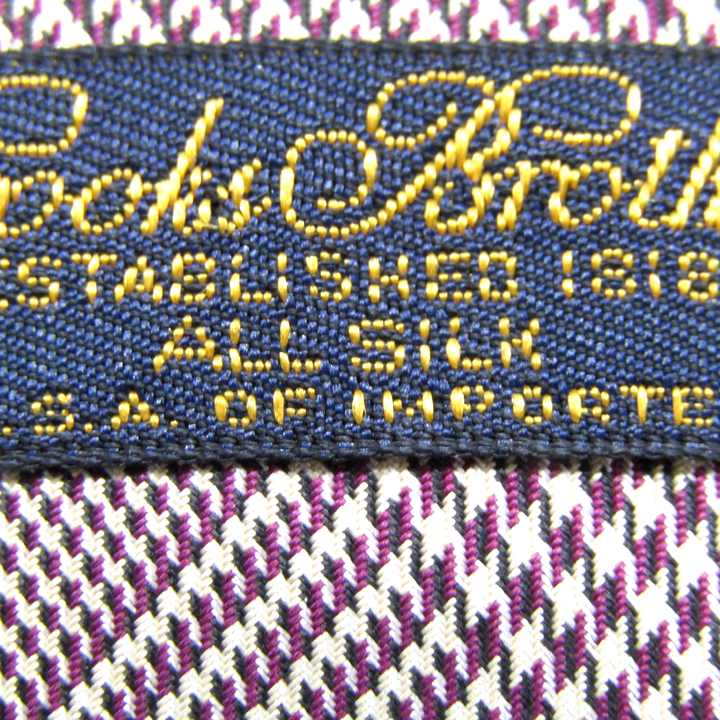 ooks Broth
STABLISHED 1818
ALL SILK
S.A. OF IMPORTE